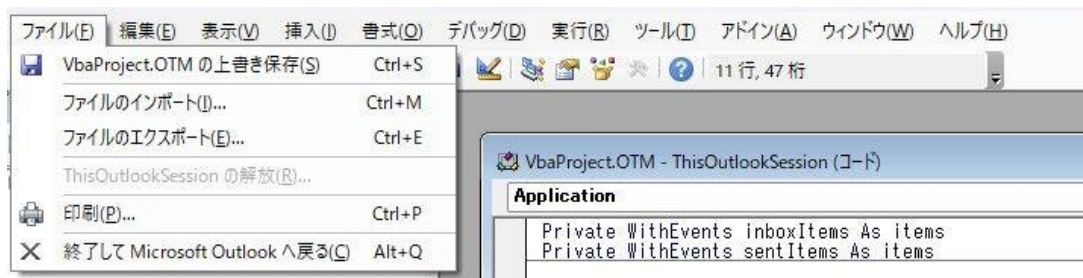 ファイル(F) 編集(E) 表示(V) 挿入(I) 書式(O) デバッグ(D) 実行(R) ツール(T) アドイン(A) ウィンドウ(W) ヘルプ(H)
VbaProject.OTM の上書き保存(S) Ctrl+S
11 行, 47 桁
ファイルのインポート(I)... Ctrl+M
ファイルのエクスポート(E)... Ctrl+E
ThisOutlookSession の解放(R)...
印刷(P)... Ctrl+P
終了して Microsoft Outlook へ戻る(C) Alt+Q
VbaProject.OTM - ThisOutlookSession (コード)
Application
Private WithEvents inboxItems As items
Private WithEvents sentItems As items